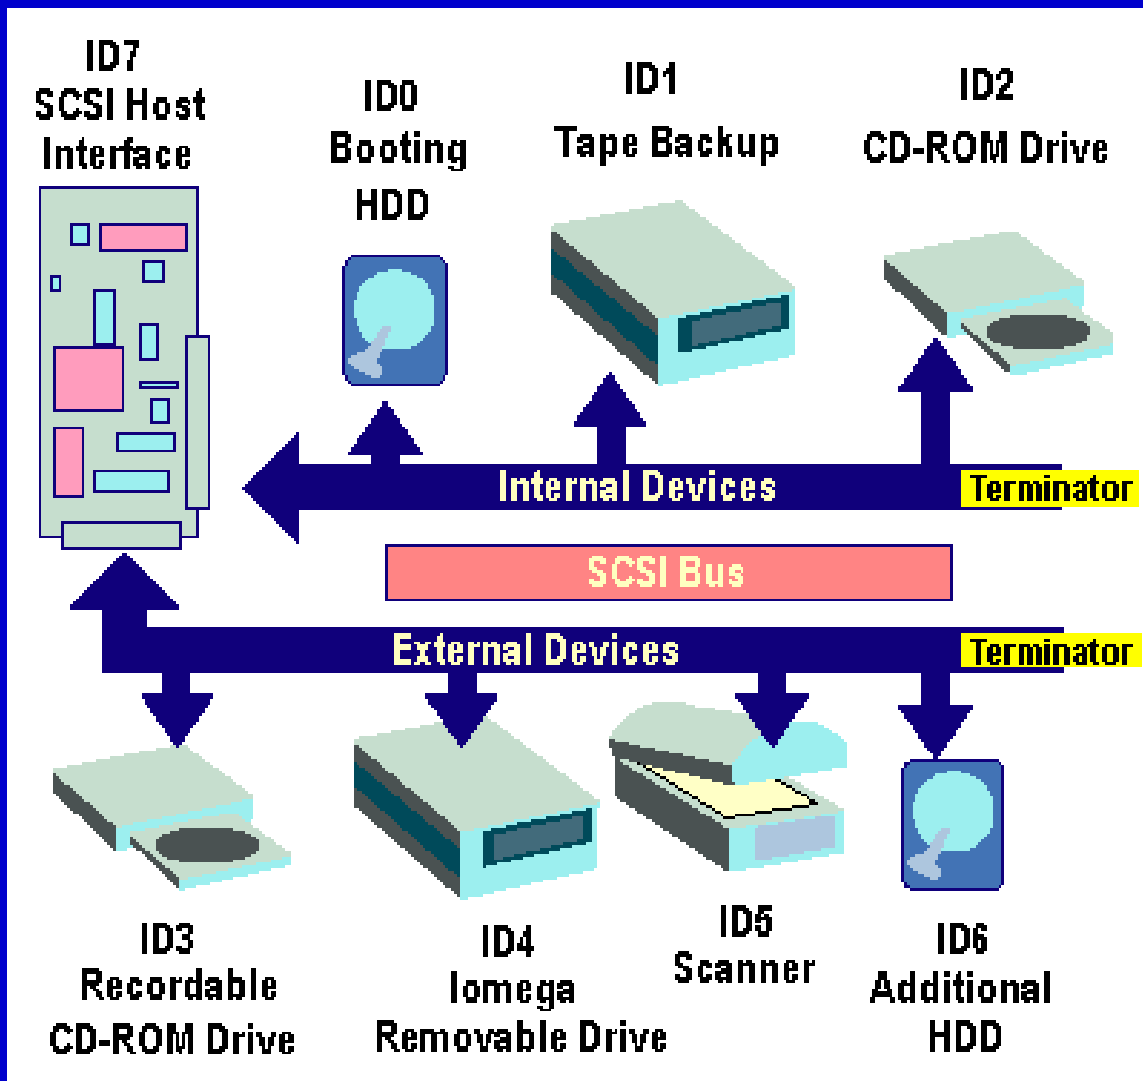 ID7
SCSI Host
Interface
ID0
Booting
HDD
ID1
Tape Backup
ID2
CD-ROM Drive
Internal Devices
Terminator
SCSI Bus
External Devices
Terminator
ID3
Recordable
CD-ROM Drive
ID4
Iomega
Removable Drive
ID5
Scanner
ID6
Additional
HDD